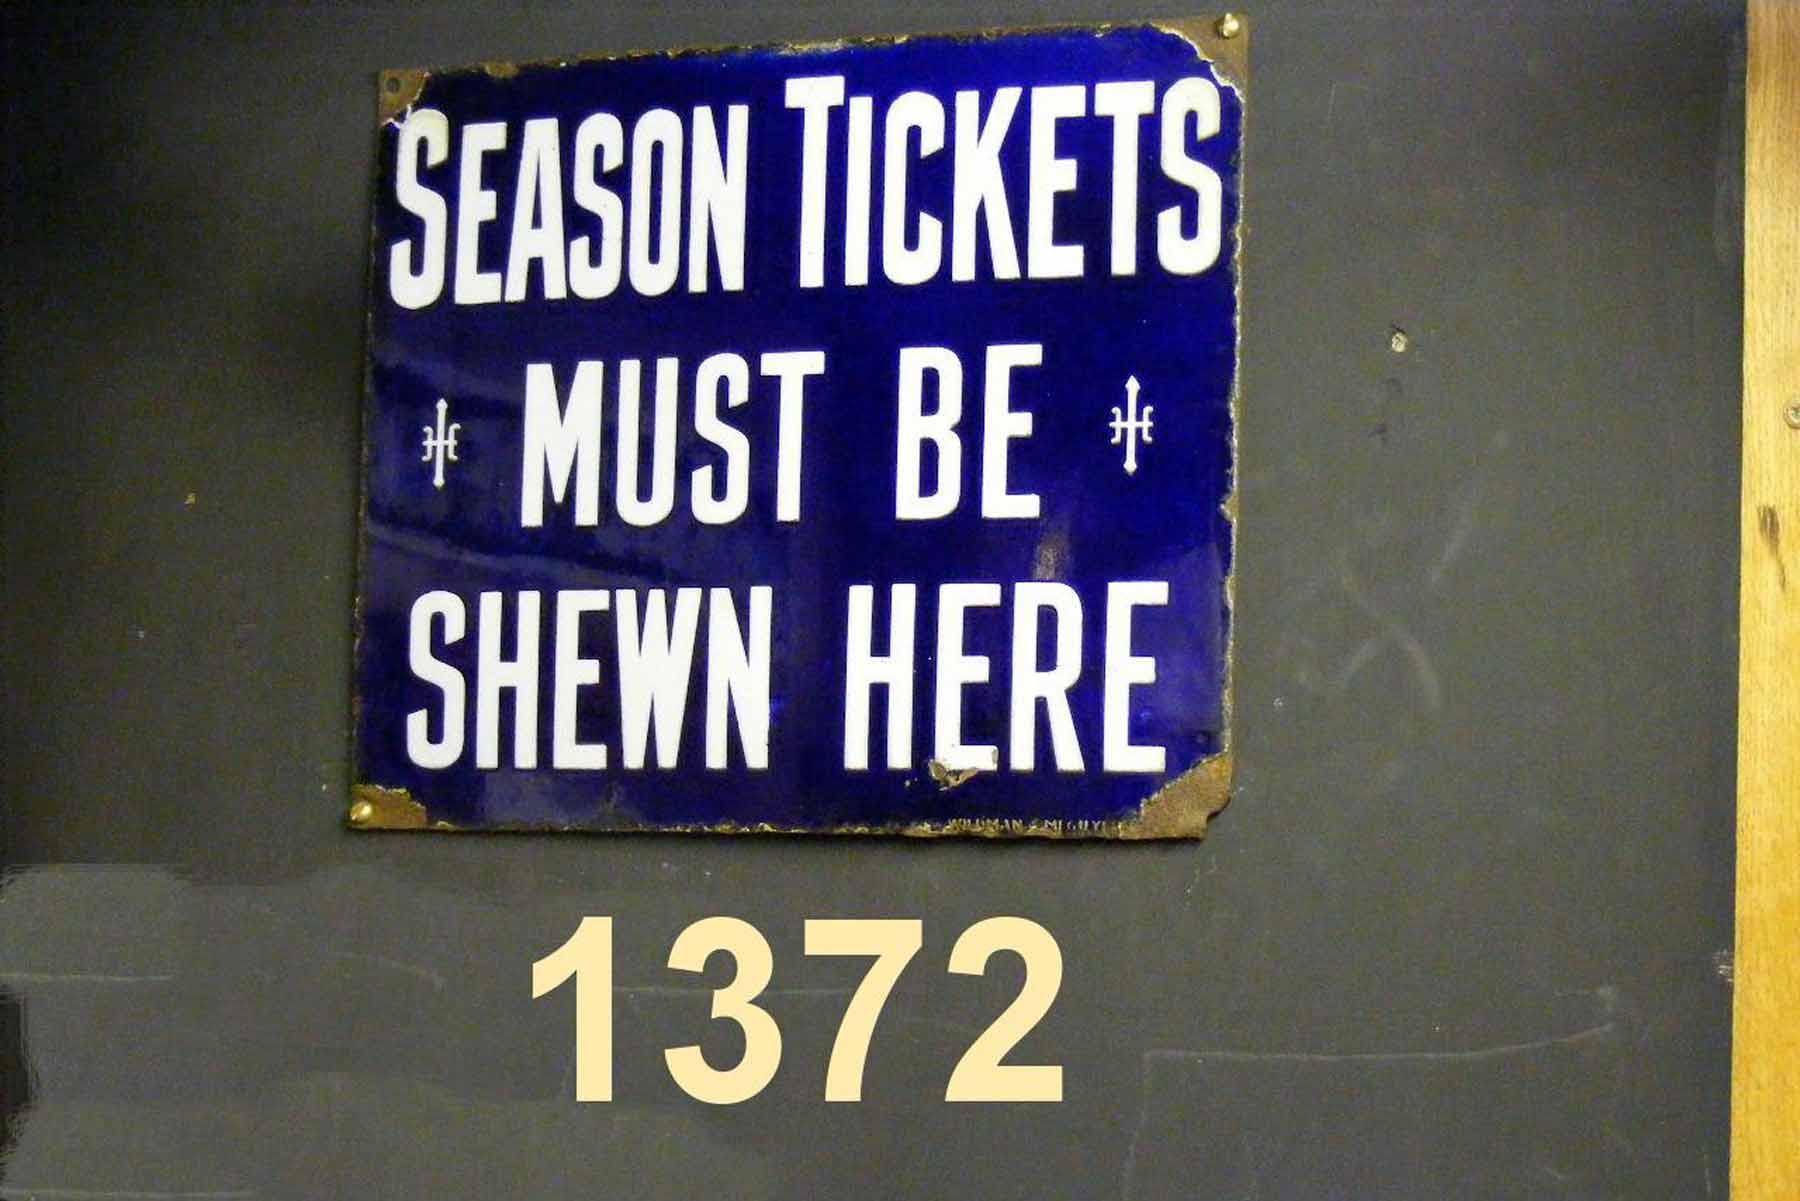 SEASON TICKETS
MUST BE
SHEWN HERE
1372